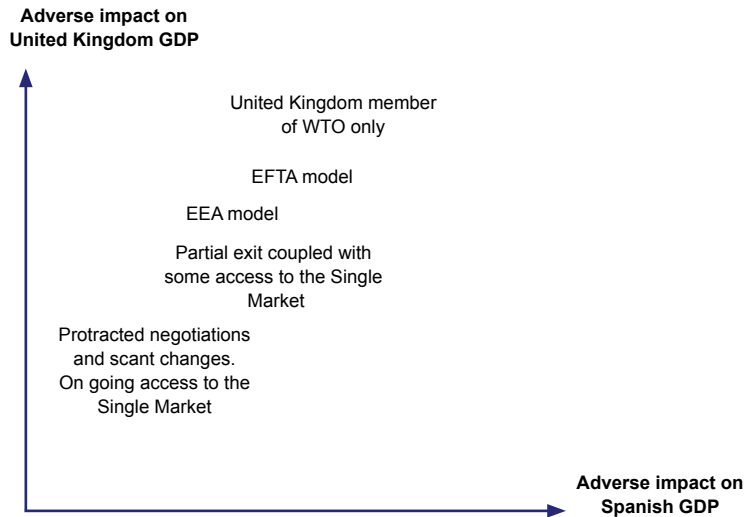 Adverse impact on
United Kingdom GDP
United Kingdom member
of WTO only
EFTA model
EEA model
Partial exit coupled with
some access to the Single
Market
Protracted negotiations
and scant changes.
On going access to the
Single Market
Adverse impact on
Spanish GDP